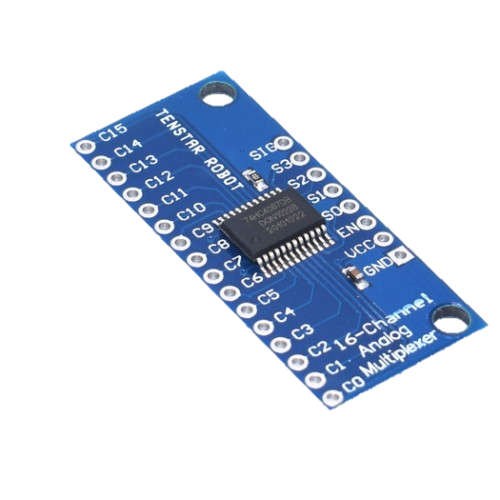 C15
C14
C13
C12
C11
C10
C9
C8
C7
C6
C5
C4
C3
C2
C1
C0
TENSTAR ROBOT
SIG
S3
S2
S1
S0
EN
VCC
GND
74HC4067DB
16-Channel
Analog
Multiplexer